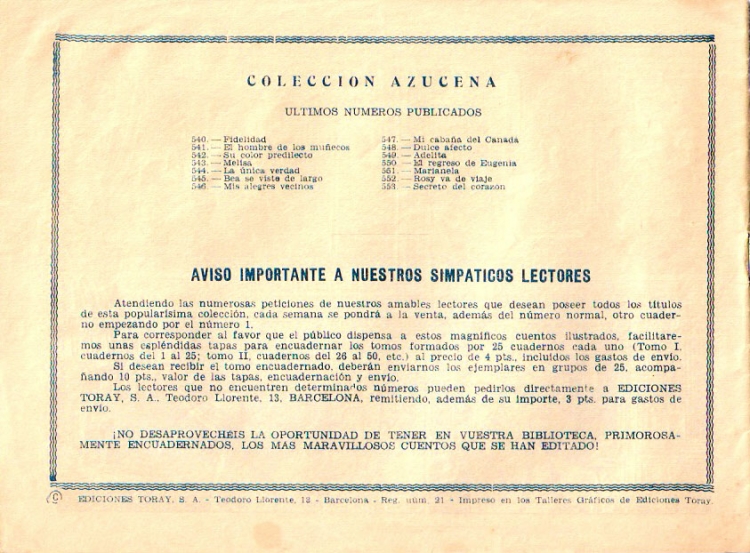 COLECCION AZUCENA
ULTIMOS NUMEROS PUBLICADOS
540.— Fidelidad
541.— El hombre de los muñecos
542.— Su color predilecto
543.— Melisa
544.— La única verdad
545.— Bea se viste de largo
546.— Mis alegres vecinos
547.— Mi cabaña del Canadá
548.— Dulce afecto
549.— Adelita
550.— El regreso de Eugenia
551.— Marianela
552.— Rosy va de viaje
553.— Secreto del corazón
AVISO IMPORTANTE A NUESTROS SIMPATICOS LECTORES
Atendiendo las numerosas peticiones de nuestros amables lectores que desean poseer todos los títulos
de esta popularísima colección, cada semana se pondrá a la venta, además del número normal, otro cuader-
no empezando por el número 1.
Para corresponder al favor que el público dispensa a estos magníficos cuentos ilustrados, facilitare-
mos unas espléndidas tapas para encuadernar los tomos formados por 25 cuadernos cada uno (Tomo I,
cuadernos del 1 al 25; tomo II, cuadernos del 26 al 50, etc.) al precio de 4 pts., incluídos los gastos de envío.
Si desean recibir el tomo encuadernado, deberán enviarnos los ejemplares en grupos de 25, acompa-
ñando 10 pts., valor de las tapas, encuadernación y envío.
Los lectores que no encuentren determinados números pueden pedirlos directamente a EDICIONES
TORAY, S. A.. Teodoro Llorente, 13, BARCELONA, remitiendo, además de su importe, 3 pts. para gastos de
envío.
¡NO DESAPROVECHÉIS LA OPORTUNIDAD DE TENER EN VUESTRA BIBLIOTECA, PRIMOROSA-
MENTE ENCUADERNADOS, LOS MAS MARAVILLOSOS CUENTOS QUE SE HAN EDITADO!
© EDICIONES TORAY, S. A. - Teodoro Llorente, 13 - Barcelona - Reg. núm. 21 - Impreso en los Talleres Gráficos de Ediciones Toray.